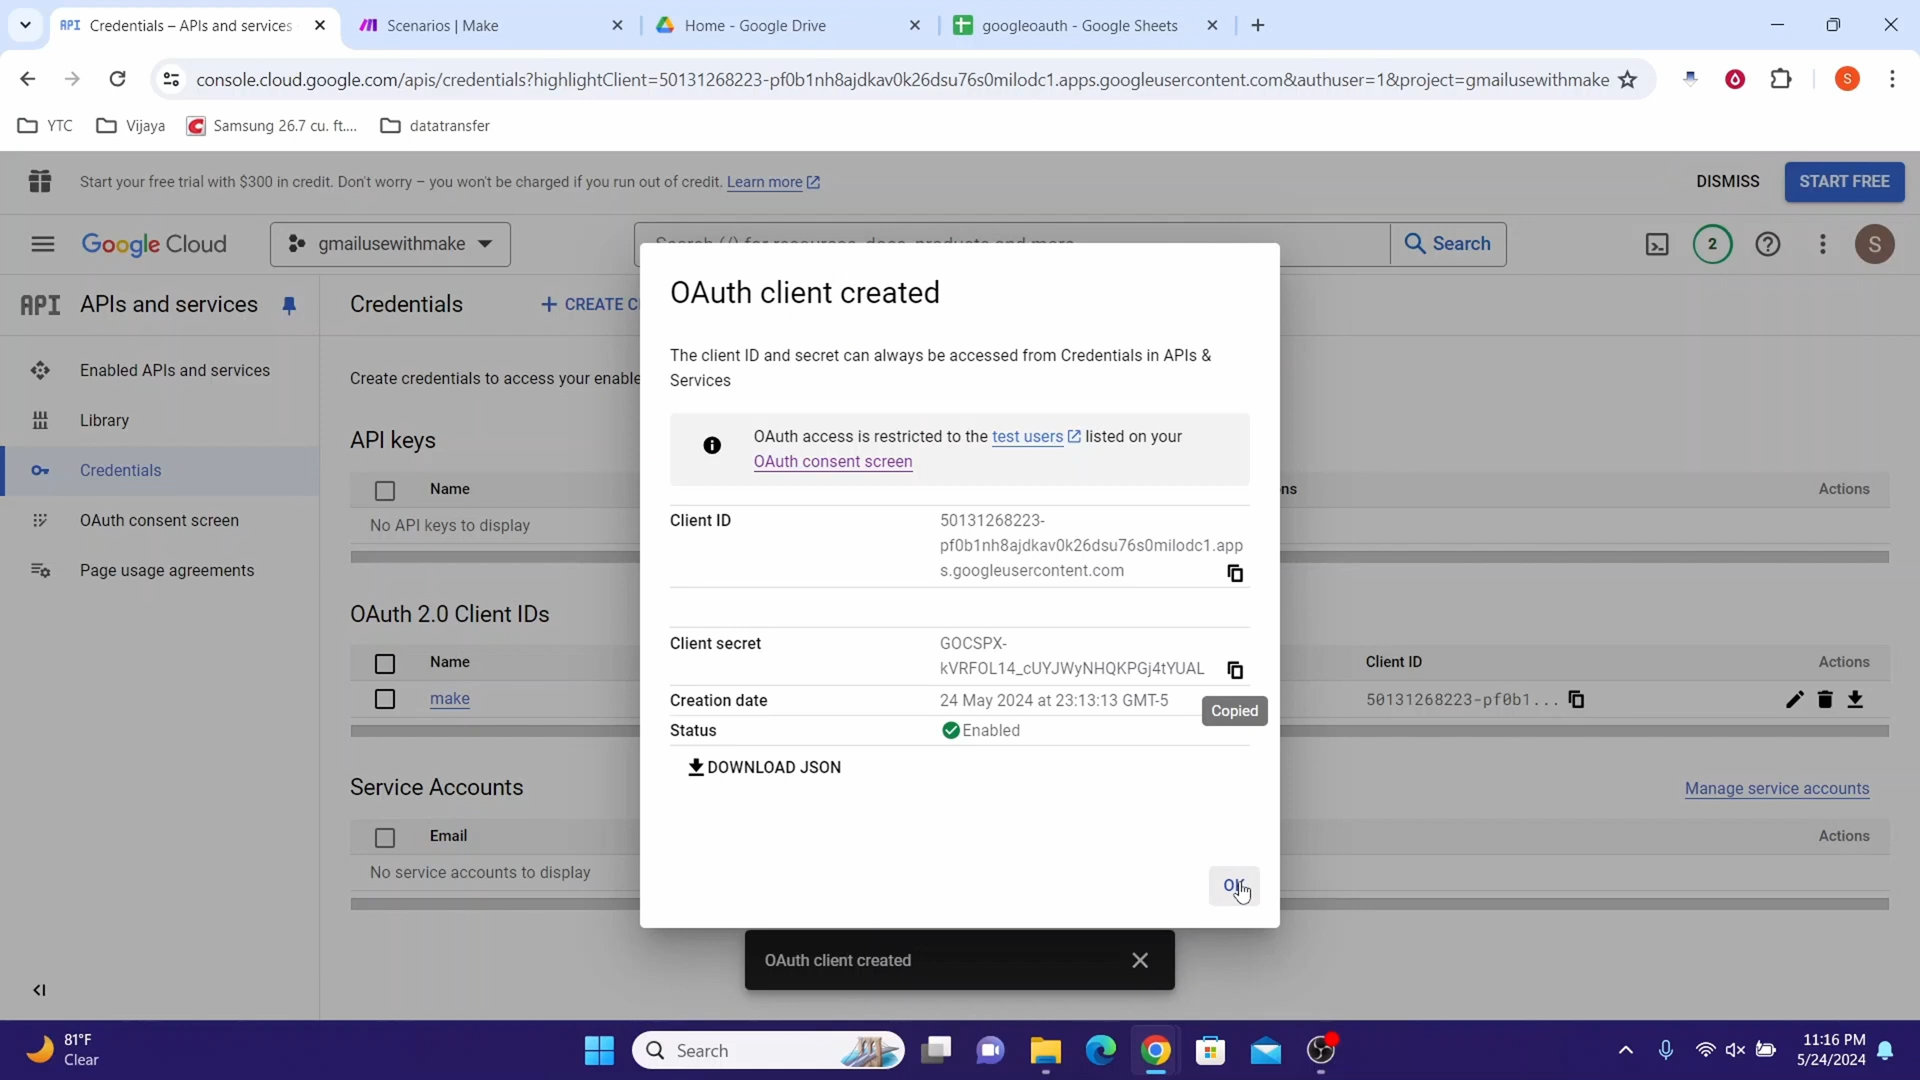 Credentials – APIs and services
Scenarios | Make
Home - Google Drive
googleoauth - Google Sheets
console.cloud.google.com/apis/credentials?highlightClient=50131268223-pf0b1nh8ajdkav0k26dsu76s0milodc1.apps.googleusercontent.com&authuser=1&project=gmailusewithmake
S
YTC
Vijaya
Samsung 26.7 cu. ft....
datatransfer
Start your free trial with $300 in credit. Don't worry – you won't be charged if you run out of credit. Learn more
DISMISS
START FREE
Google Cloud
gmailusewithmake
Search (/) for resources, docs, products and more
Search
2
S
API APIs and services
Credentials
+ CREATE C
Enabled APIs and services
Library
Credentials
OAuth consent screen
Page usage agreements
Create credentials to access your enable
API keys
Name
ns
Actions
No API keys to display
OAuth 2.0 Client IDs
Name
Client ID
Actions
make
50131268223-pf0b1...
Service Accounts
Manage service accounts
Email
Actions
No service accounts to display
OAuth client created
The client ID and secret can always be accessed from Credentials in APIs &
Services
OAuth access is restricted to the test users listed on your
OAuth consent screen
Client ID
50131268223-
pf0b1nh8ajdkav0k26dsu76s0milodc1.app
s.googleusercontent.com
Client secret
GOCSPX-
kVRFOL14_cUYJWyNHQKPGj4tYUAL
Creation date
24 May 2024 at 23:13:13 GMT-5
Copied
Status
Enabled
DOWNLOAD JSON
OK
OAuth client created
81°F
Clear
Search
11:16 PM
5/24/2024